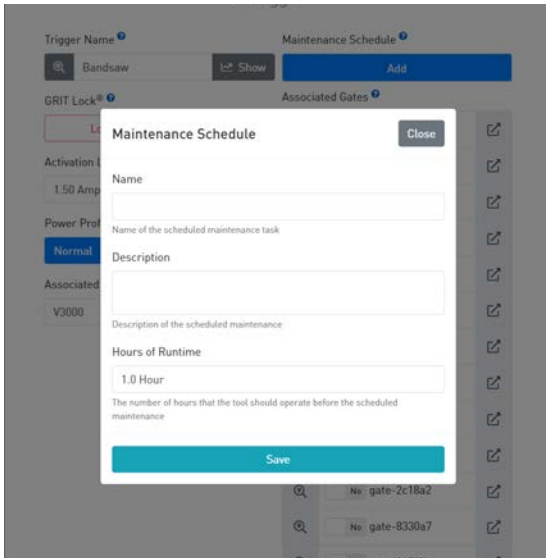 Trigger Name
Maintenance Schedule
Bandsaw
Show
Add
GRIT Lock®
Associated Gates
Maintenance Schedule
Close
Activation
1.50 Amp
Name
Name of the scheduled maintenance task
Power
Normal
Description
Description of the scheduled maintenance
Associated
V3000
Hours of Runtime
1.0 Hour
The number of hours that the tool should operate before the scheduled
maintenance
Save
No gate-2c18a2
No gate-8330a7